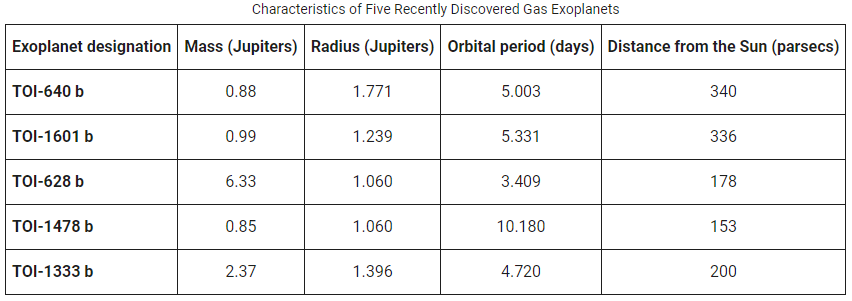 Characteristics of Five Recently Discovered Gas Exoplanets
Exoplanet designation Mass (Jupiters) Radius (Jupiters) Orbital period (days) Distance from the Sun (parsecs)
TOI-640 b 0.88 1.771 5.003 340
TOI-1601 b 0.99 1.239 5.331 336
TOI-628 b 6.33 1.060 3.409 178
TOI-1478 b 0.85 1.060 10.180 153
TOI-1333 b 2.37 1.396 4.720 200